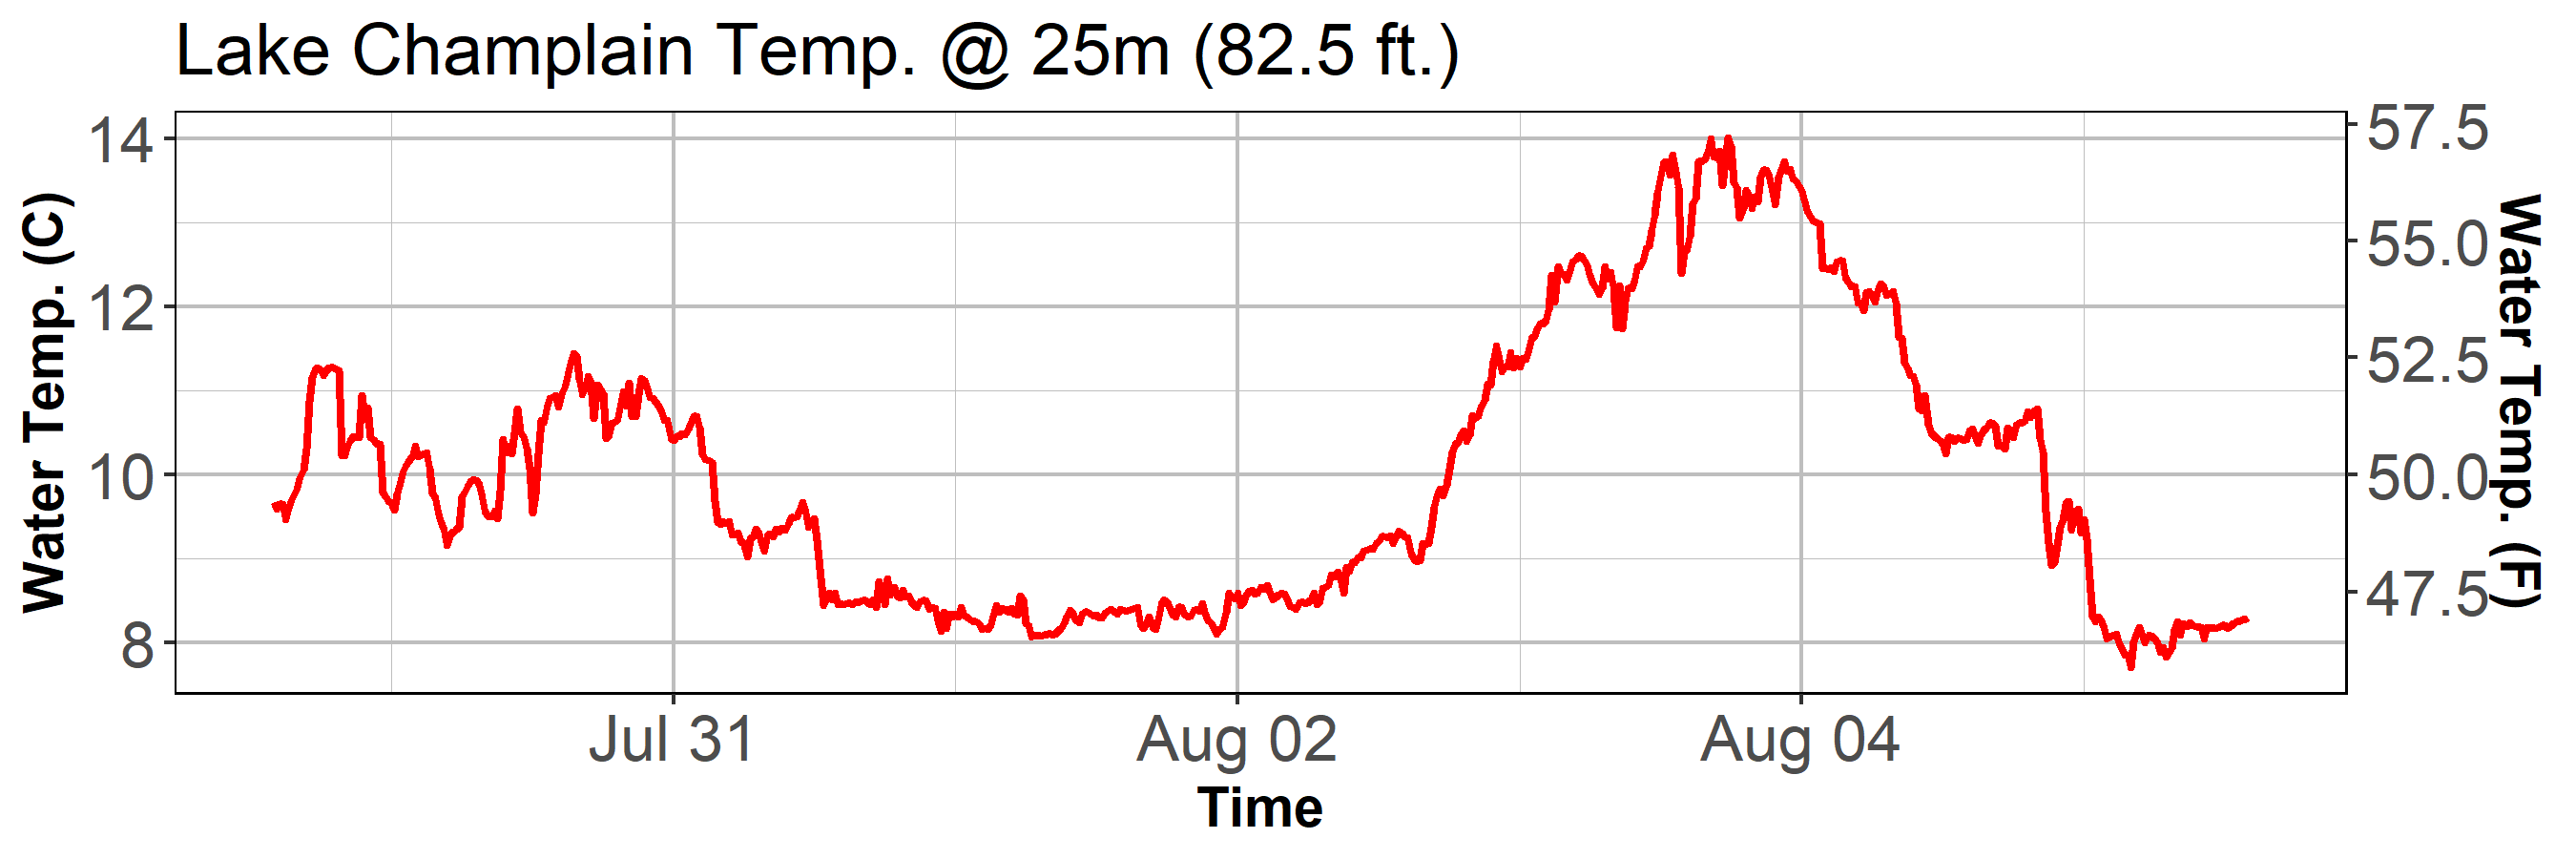 Lake Champlain Temp. @ 25m (82.5 ft.)
14
12
10
8
Water Temp. (C)
57.5
55.0
52.5
50.0
47.5
Water Temp. (F)
Jul 31
Aug 02
Aug 04
Time